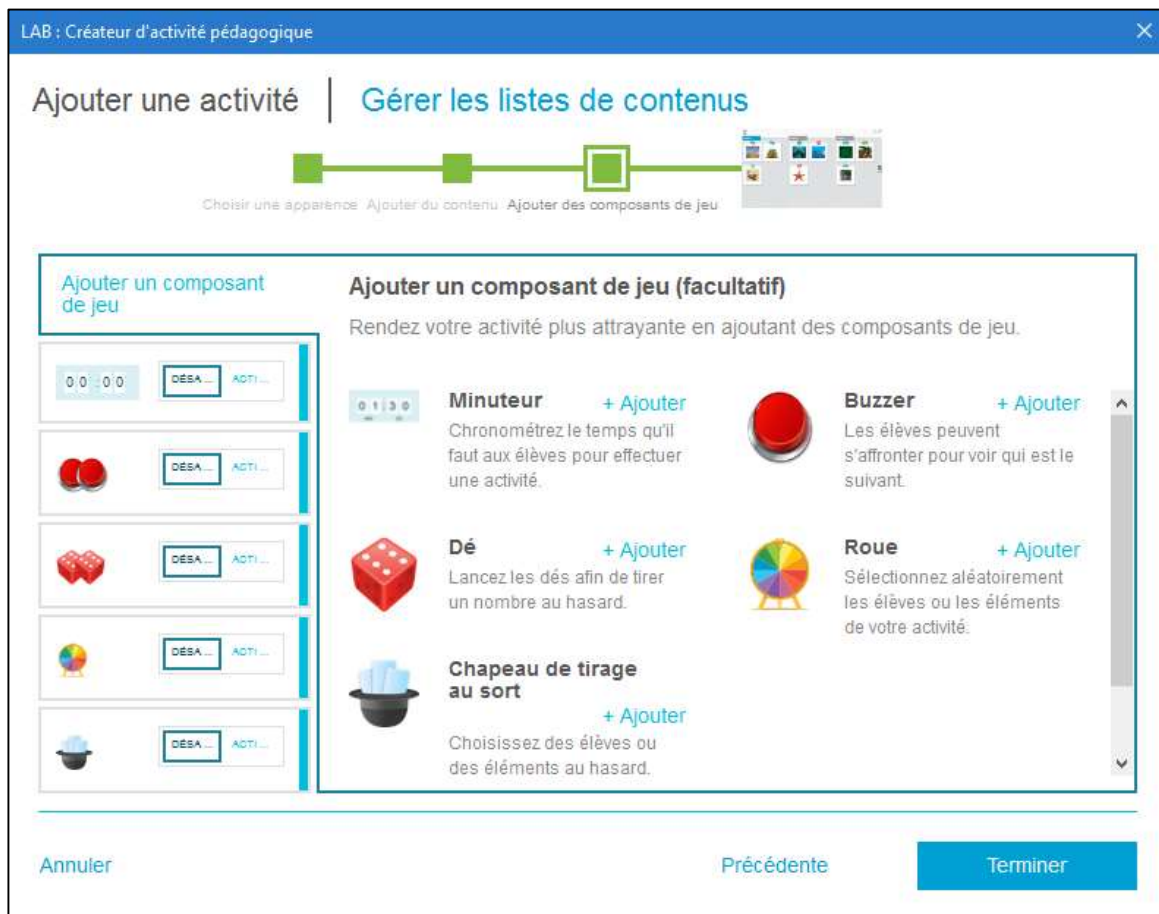 LAB : Créateur d'activité pédagogique
Ajouter une activité
Gérer les listes de contenus
Choisir une apparence
Ajouter du contenu
Ajouter des composants de jeu
Ajouter un composant
de jeu
00:00
DÉSA... ACTI...
DÉSA... ACTI...
DÉSA... ACTI...
DÉSA... ACTI...
DÉSA... ACTI...
Ajouter un composant de jeu (facultatif)
Rendez votre activité plus attrayante en ajoutant des composants de jeu.
01 30
Minuteur
+ Ajouter
Chronométrez le temps qu'il
faut aux élèves pour effectuer
une activité.
Buzzer
+ Ajouter
Les élèves peuvent
s'affronter pour voir qui est le
suivant.
Dé
+ Ajouter
Lancez les dés afin de tirer
un nombre au hasard.
Roue
+ Ajouter
Sélectionnez aléatoirement
les élèves ou les éléments
de votre activité.
Chapeau de tirage
au sort
+ Ajouter
Choisissez des élèves ou
des éléments au hasard.
Annuler
Précédente
Terminer